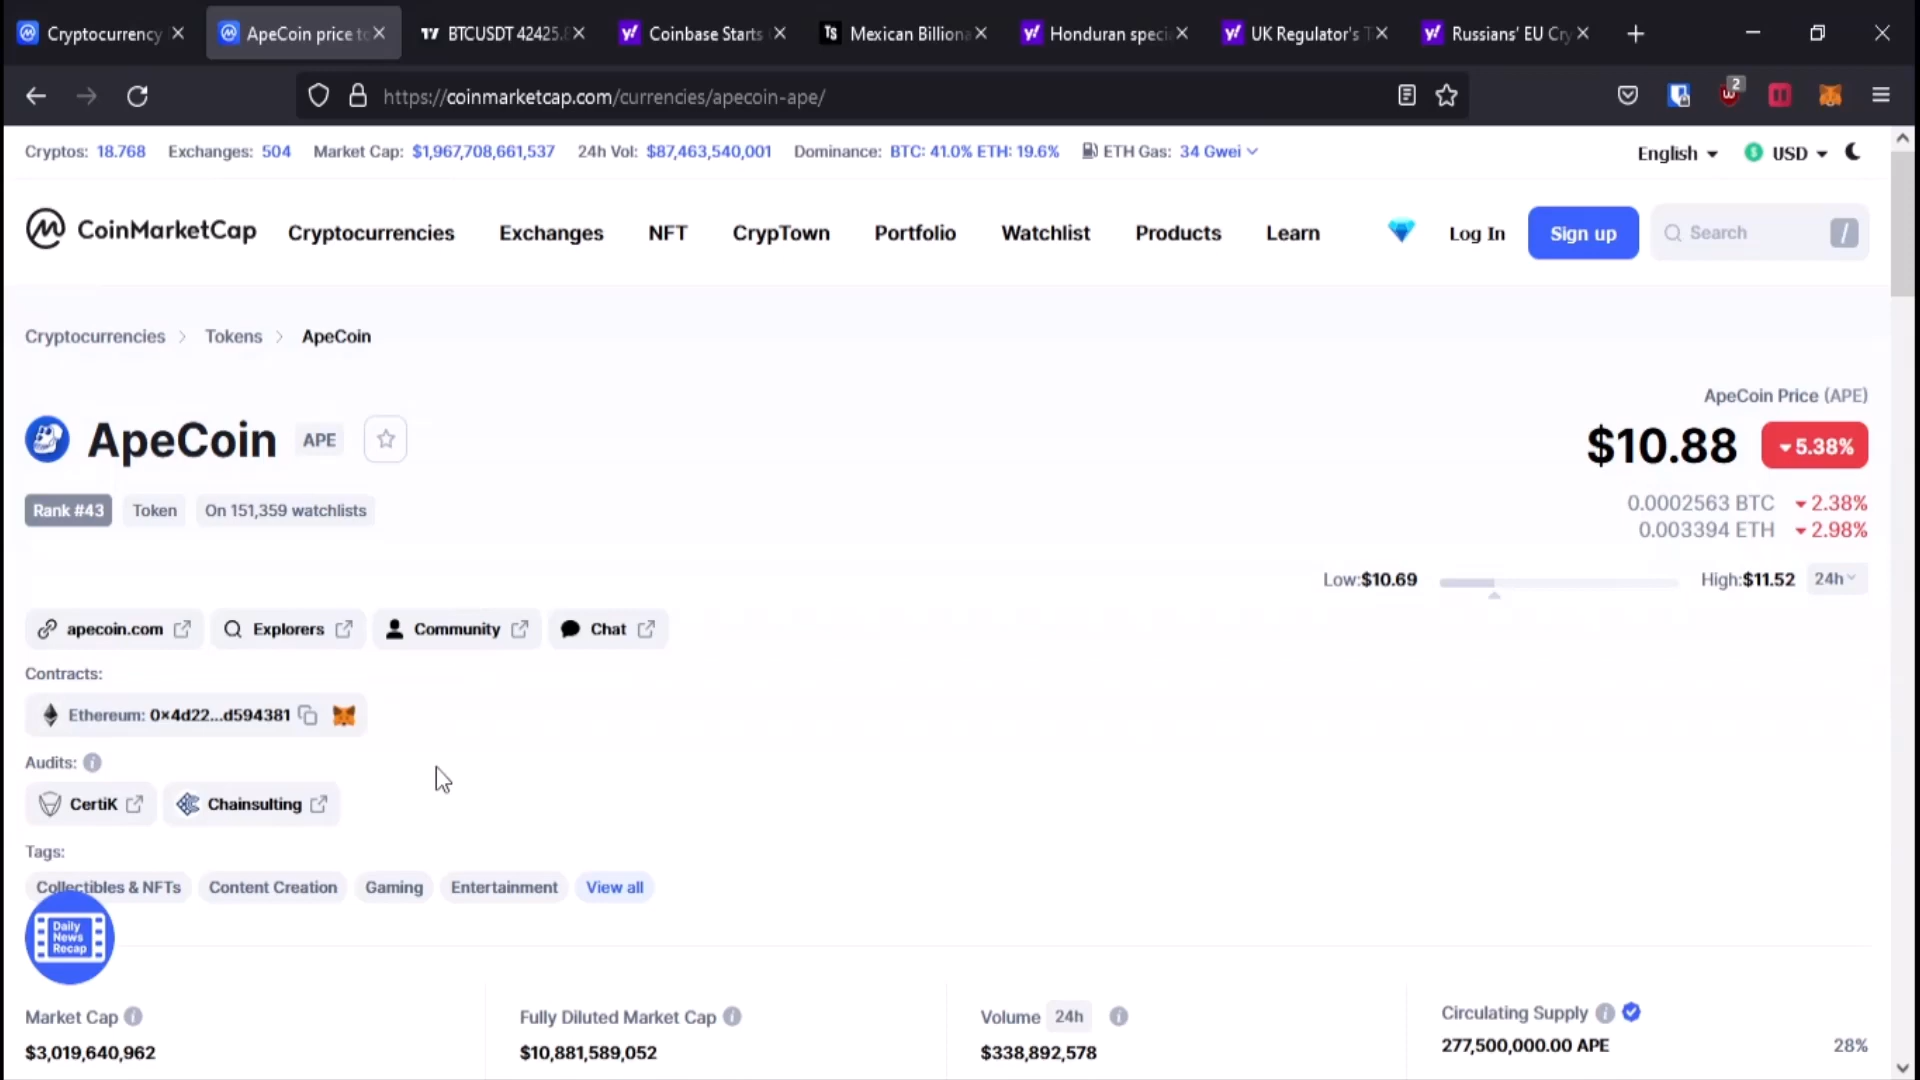 Cryptocurrency
ApeCoin price to
BTCUSDT 42425.
Coinbase Starts
Ts Mexican Billiona
Honduran speci
UK Regulator's T
Russians' EU Cry
https://coinmarketcap.com/currencies/apecoin-ape/
2
Cryptos: 18.768 Exchanges: 504 Market Cap: $1,967,708,661,537 24h Vol: $87,463,540,001 Dominance: BTC: 41.0% ETH: 19.6% ETH Gas: 34 Gwei
English USD
CoinMarketCap Cryptocurrencies Exchanges NFT CrypTown Portfolio Watchlist Products Learn Log In Sign up Search /
Cryptocurrencies > Tokens > ApeCoin
ApeCoin Price (APE)
ApeCoin APE
$10.88 5.38%
Rank #43 Token On 151,359 watchlists
0.0002563 BTC 2.38%
0.003394 ETH 2.98%
Low:$10.69 High:$11.52 24h
apecoin.com Explorers Community Chat
Contracts:
Ethereum: 0x4d22...d594381
Audits:
CertiK Chainsulting
Tags:
Collectibles & NFTs Content Creation Gaming Entertainment View all
Daily
News
Recap
Market Cap
$3,019,640,962
Fully Diluted Market Cap
$10,881,589,052
Volume 24h
$338,892,578
Circulating Supply
277,500,000.00 APE 28%